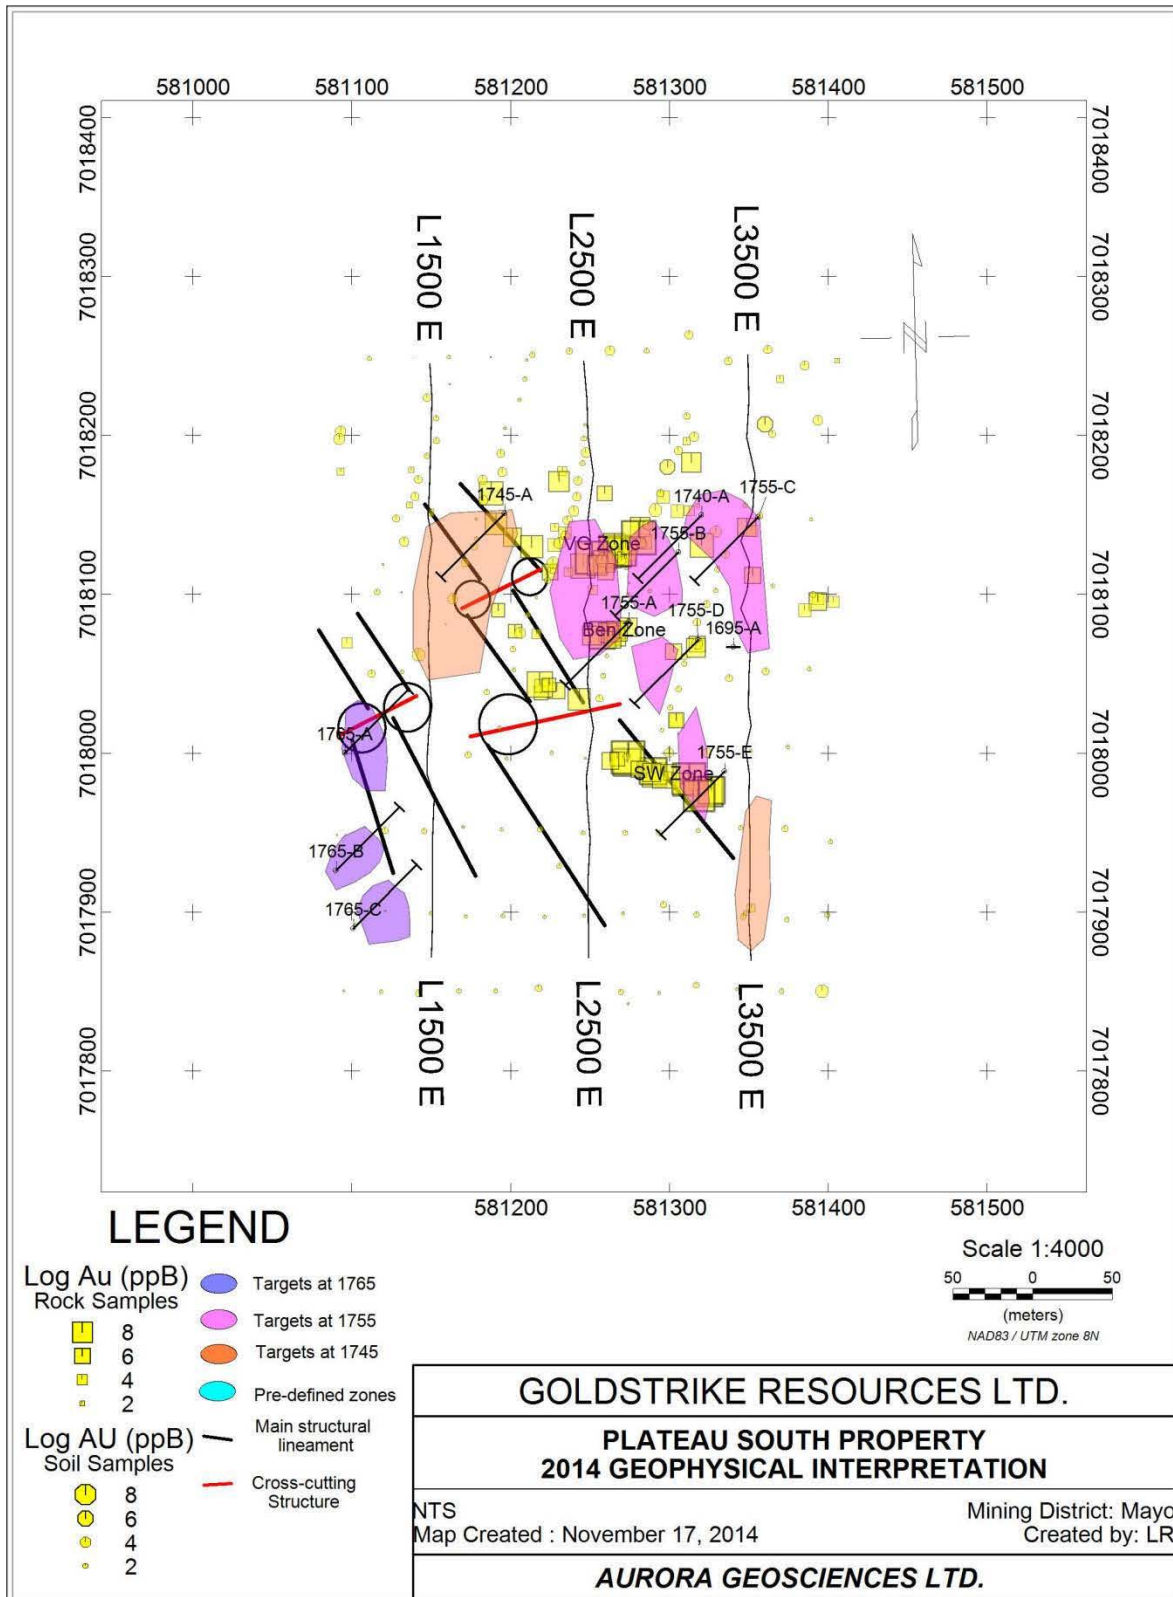 581000 581100 581200 581300 581400 581500
7018400 7018400
7018300 7018300
L1500 E L2500 E L3500 E
7018200 7018200
1745-A 1740-A 1755-C
1755-B
VG Zone
7018100 7018100
1755-A 1755-D
Ben Zone 1695-A
1765-A
7018000 7018000
1755-E
SW Zone
1765-B
7017900 7017900
1765-C
L1500 E L2500 E L3500 E
7017800 7017800
581200 581300 581400 581500
LEGEND
Log Au (ppB)
Rock Samples
8
6
4
2
Log AU (ppB)
Soil Samples
8
6
4
2
Targets at 1765
Targets at 1755
Targets at 1745
Pre-defined zones
Main structural
lineament
Cross-cutting
Structure
Scale 1:4000
50 0 50
(meters)
NAD83 / UTM zone 8N
GOLDSTRIKE RESOURCES LTD.
PLATEAU SOUTH PROPERTY
2014 GEOPHYSICAL INTERPRETATION
NTS Mining District: Mayo
Map Created : November 17, 2014 Created by: LR
AURORA GEOSCIENCES LTD.